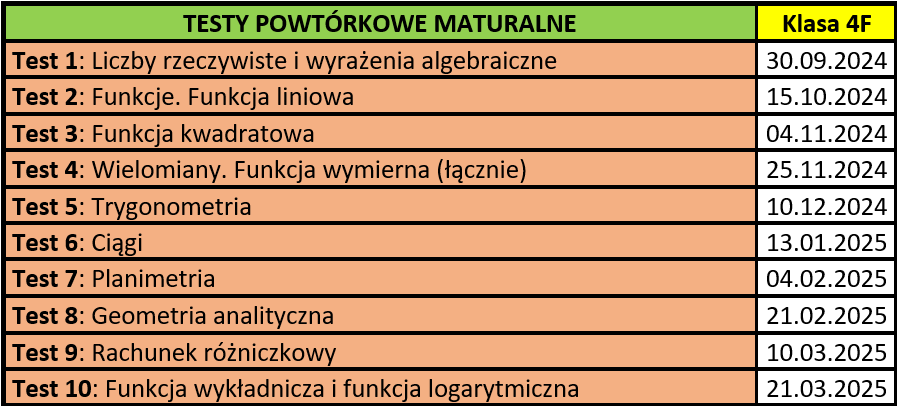 TESTY POWTÓRKOWE MATURALNE Klasa 4F
Test 1: Liczby rzeczywiste i wyrażenia algebraiczne 30.09.2024
Test 2: Funkcje. Funkcja liniowa 15.10.2024
Test 3: Funkcja kwadratowa 04.11.2024
Test 4: Wielomiany. Funkcja wymierna (łącznie) 25.11.2024
Test 5: Trygonometria 10.12.2024
Test 6: Ciągi 13.01.2025
Test 7: Planimetria 04.02.2025
Test 8: Geometria analityczna 21.02.2025
Test 9: Rachunek różniczkowy 10.03.2025
Test 10: Funkcja wykładnicza i funkcja logarytmiczna 21.03.2025